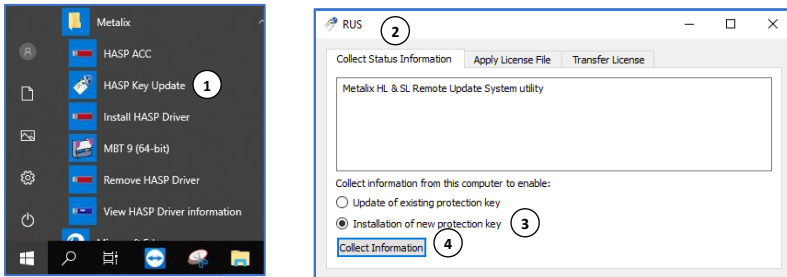 Metalix
HASP ACC
HASP Key Update
1
Install HASP Driver
MBT 9 (64-bit)
Remove HASP Driver
View HASP Driver information
RUS
2
Collect Status Information
Apply License File
Transfer License
Metalix HL & SL Remote Update System utility
Collect information from this computer to enable:
Update of existing protection key
Installation of new protection key
3
Collect Information
4